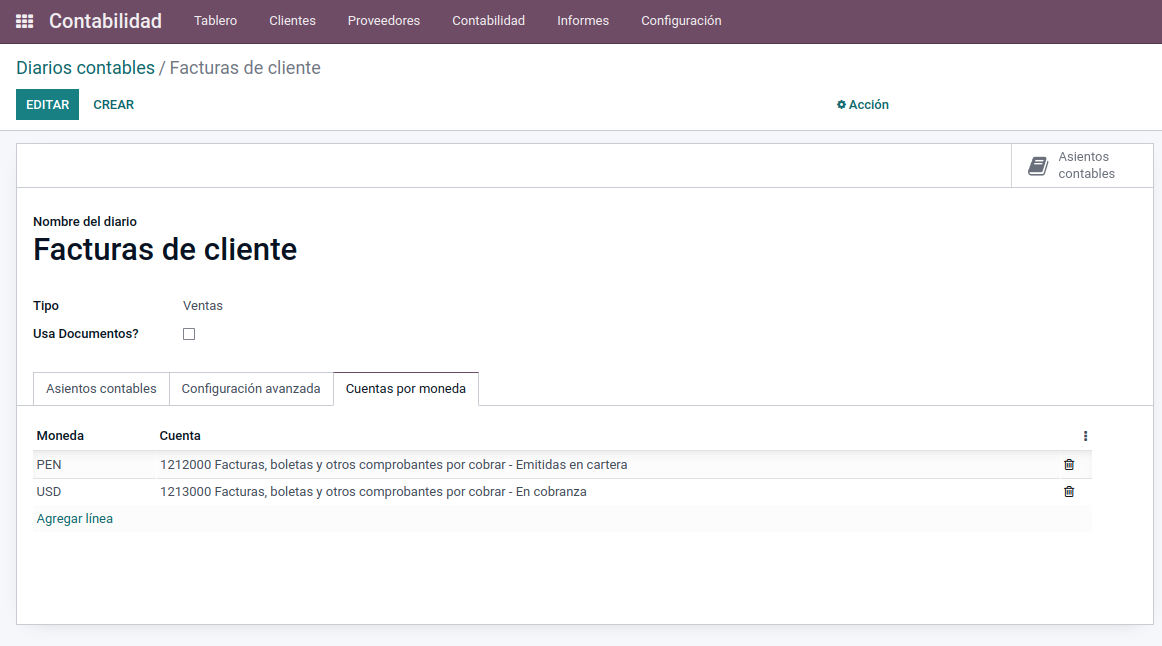 Contabilidad Tablero Clientes Proveedores Contabilidad Informes Configuración
Diarios contables / Facturas de cliente
EDITAR CREAR Acción
Asientos
contables
Nombre del diario
Facturas de cliente
Tipo Ventas
Usa Documentos?
Asientos contables Configuración avanzada Cuentas por moneda
Moneda Cuenta
PEN 1212000 Facturas, boletas y otros comprobantes por cobrar - Emitidas en cartera
USD 1213000 Facturas, boletas y otros comprobantes por cobrar - En cobranza
Agregar línea